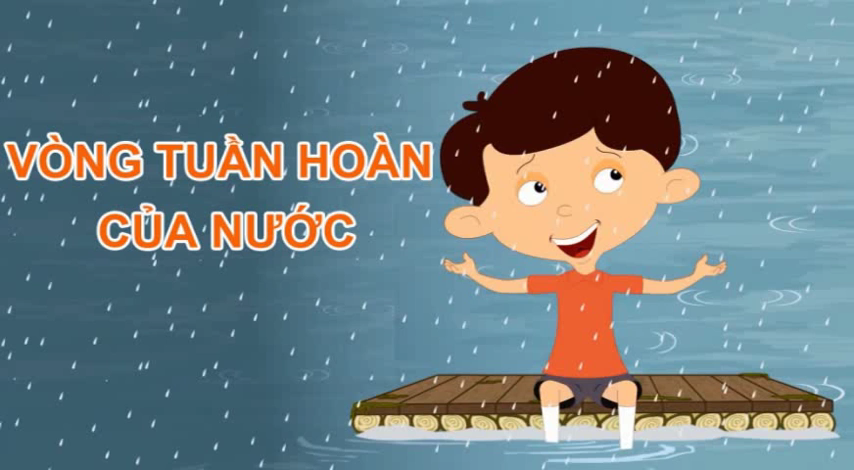 VÒNG TUẦN HOÀN
CỦA NƯỚC